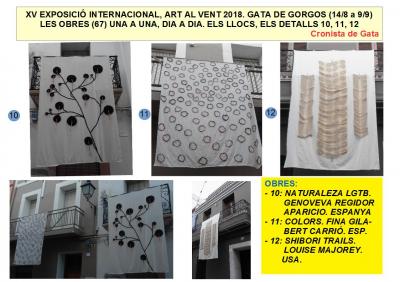 XV EXPOSICIÓ INTERNACIONAL, ART AL VENT 2018. GATA DE GORGOS (14/8 a 9/9)
LES OBRES (67) UNA A UNA, DIA A DIA. ELS LLOCS, ELS DETALLS 10, 11, 12
Cronista de Gata
10
11
12
OBRES:
- 10: NATURALEZA LGTB.
GENOVEVA REGIDOR
APARICIO. ESPANYA
- 11: COLORS. FINA GILA-
BERT CARRIÓ. ESP.
- 12: SHIBORI TRAILS.
LOUISE MAJOREY.
USA.